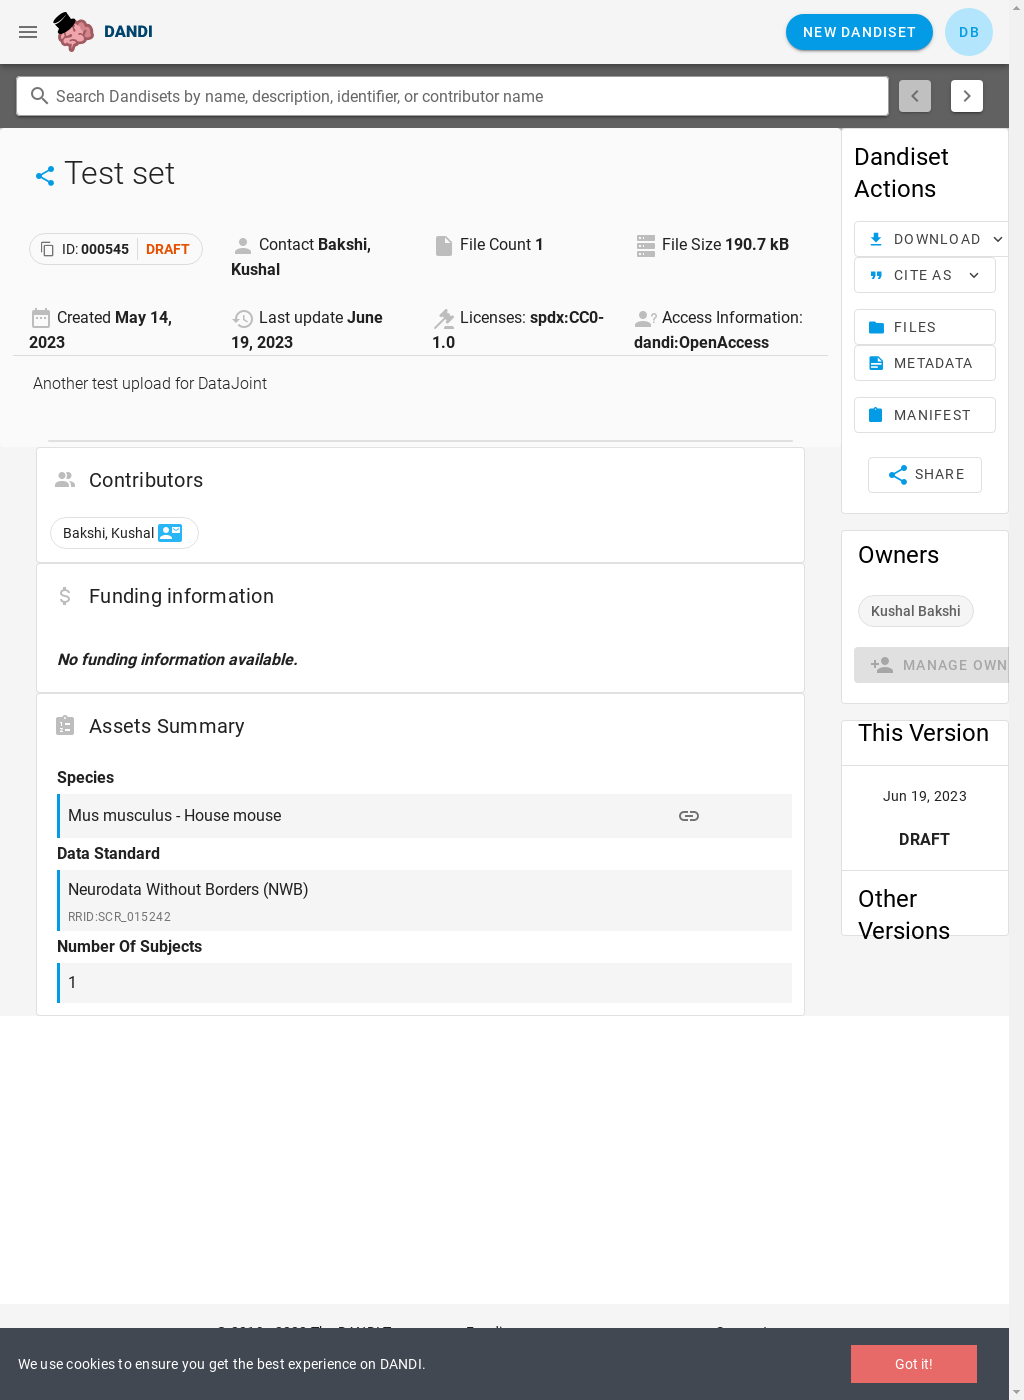 DANDI
NEW DANDISET
DB
Search Dandisets by name, description, identifier, or contributor name
Test set
ID: 000545 DRAFT
Contact Bakshi,
Kushal
File Count 1
File Size 190.7 kB
Created May 14,
2023
Last update June
19, 2023
Licenses: spdx:CC0-
1.0
Access Information:
dandi:OpenAccess
Another test upload for DataJoint
Contributors
Bakshi, Kushal
Funding information
No funding information available.
Assets Summary
Species
Mus musculus - House mouse
Data Standard
Neurodata Without Borders (NWB)
RRID:SCR_015242
Number Of Subjects
1
Dandiset
Actions
DOWNLOAD
CITE AS
FILES
METADATA
MANIFEST
SHARE
Owners
Kushal Bakshi
MANAGE OWN
This Version
Jun 19, 2023
DRAFT
Other
Versions
We use cookies to ensure you get the best experience on DANDI.
Got it!